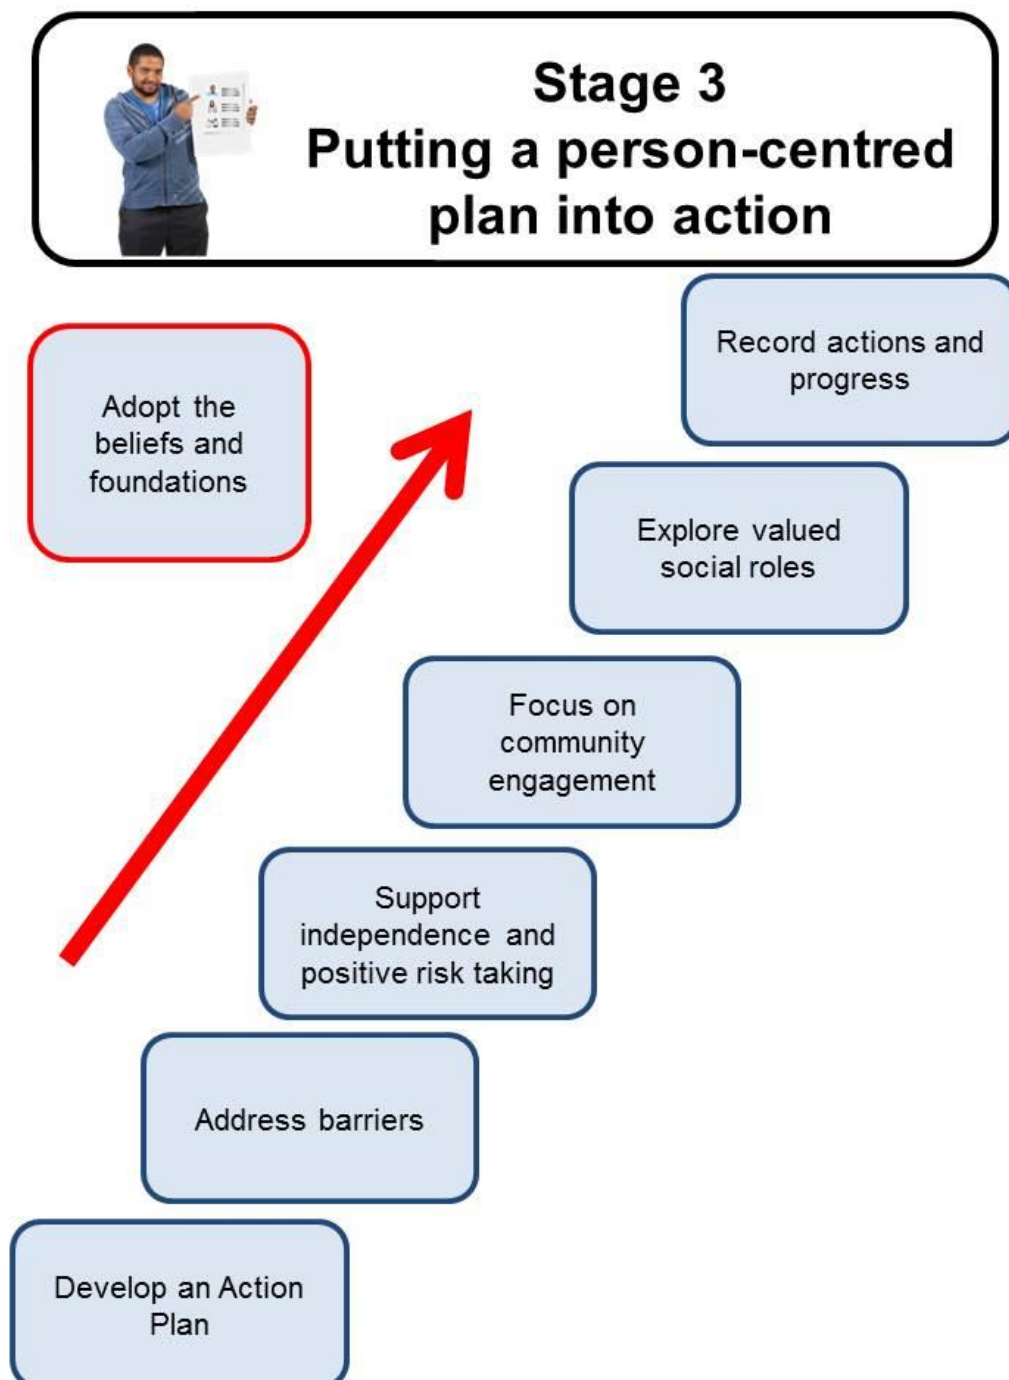 Stage 3
Putting a person-centred
plan into action
Record actions and
progress
Adopt the
beliefs and
foundations
Explore valued
social roles
Focus on
community
engagement
Support
independence and
positive risk taking
Address barriers
Develop an Action
Plan